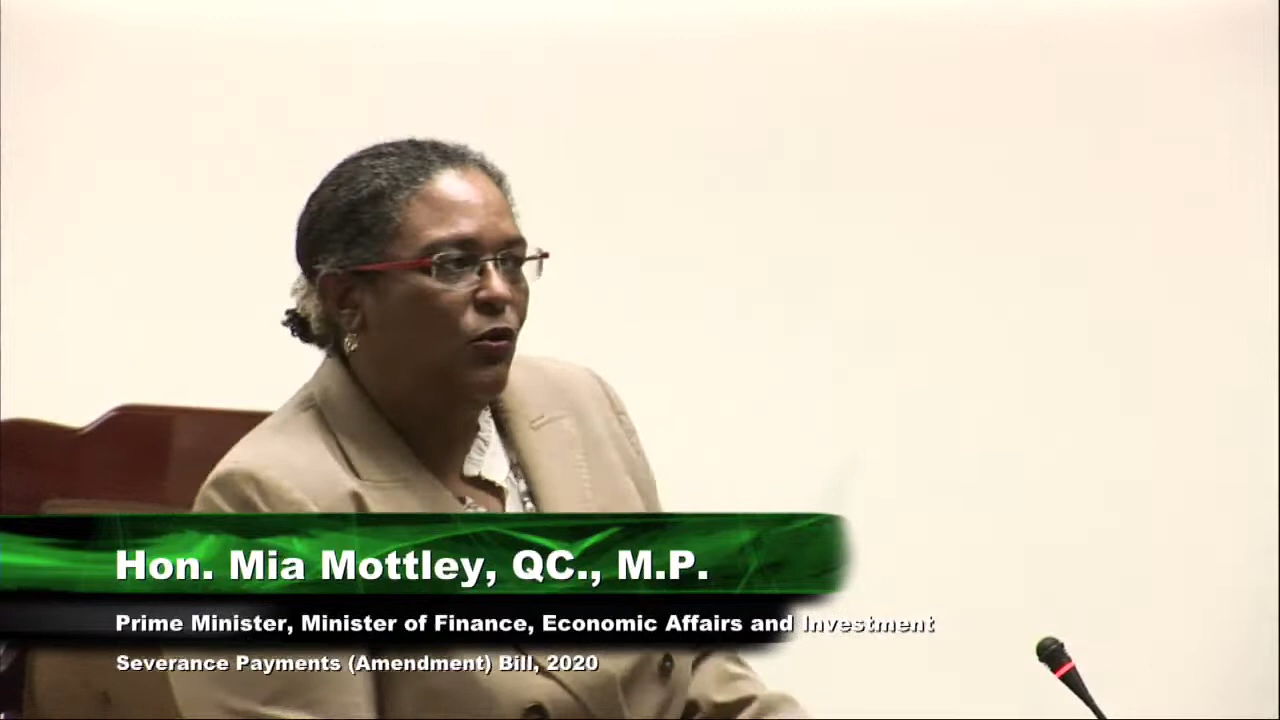 Hon. Mia Mottley, QC., M.P.
Prime Minister, Minister of Finance, Economic Affairs and Investment
Severance Payments (Amendment) Bill, 2020